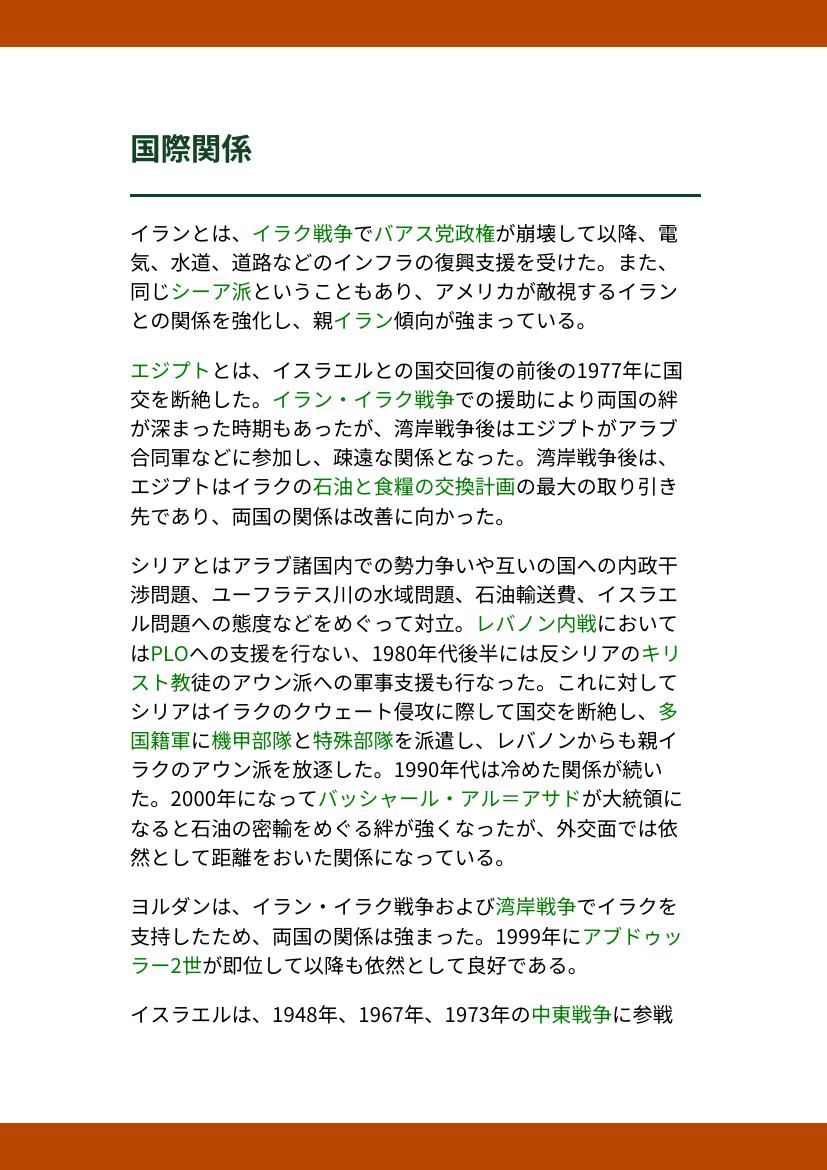 国際関係
イランとは、イラク戦争でバアス党政権が崩壊して以降、電
気、水道、道路などのインフラの復興支援を受けた。また、
同じシーア派ということもあり、アメリカが敵視するイラン
との関係を強化し、親イラン傾向が強まっている。
エジプトとは、イスラエルとの国交回復の前後の1977年に国
交を断絶した。イラン・イラク戦争での援助により両国の絆
が深まった時期もあったが、湾岸戦争後はエジプトがアラブ
合同軍などに参加し、疎遠な関係となった。湾岸戦争後は、
エジプトはイラクの石油と食糧の交換計画の最大の取り引き
先であり、両国の関係は改善に向かった。
シリアとはアラブ諸国内での勢力争いや互いの国への内政干
渉問題、ユーフラテス川の水域問題、石油輸送費、イスラエ
ル問題への態度などをめぐって対立。レバノン内戦において
はPLOへの支援を行ない、1980年代後半には反シリアのキリ
スト教徒のアウン派への軍事支援も行なった。これに対して
シリアはイラクのクウェート侵攻に際して国交を断絶し、多
国籍軍に機甲部隊と特殊部隊を派遣し、レバノンからも親イ
ラクのアウン派を放逐した。1990年代は冷めた関係が続い
た。2000年になってバッシャール・アル＝アサドが大統領に
なると石油の密輸をめぐる絆が強くなったが、外交面では依
然として距離をおいた関係になっている。
ヨルダンは、イラン・イラク戦争および湾岸戦争でイラクを
支持したため、両国の関係は強まった。1999年にアブドゥッ
ラー2世が即位して以降も依然として良好である。
イスラエルは、1948年、1967年、1973年の中東戦争に参戦